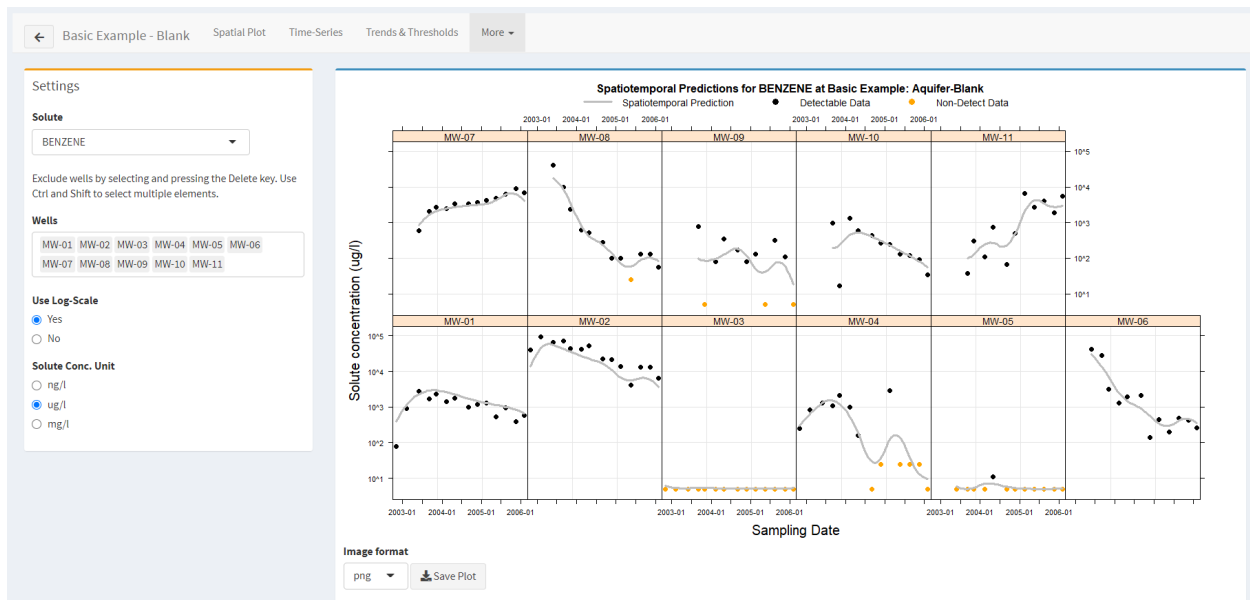 Basic Example - Blank Spatial Plot Time-Series Trends & Thresholds More
Settings
Solute
BENZENE
Exclude wells by selecting and pressing the Delete key. Use
Ctrl and Shift to select multiple elements.
Wells
MW-01 MW-02 MW-03 MW-04 MW-05 MW-06
MW-07 MW-08 MW-09 MW-10 MW-11
Use Log-Scale
Yes
No
Solute Conc. Unit
ng/l
ug/l
mg/l
Spatiotemporal Predictions for BENZENE at Basic Example: Aquifer-Blank
Spatiotemporal Prediction Detectable Data Non-Detect Data
2003-01 2004-01 2005-01 2006-01 2003-01 2004-01 2005-01 2006-01
MW-07 MW-08 MW-09 MW-10 MW-11
10^5
10^4
10^3
10^2
10^1
Solute concentration (ug/l)
MW-01 MW-02 MW-03 MW-04 MW-05 MW-06
10^5
10^4
10^3
10^2
10^1
2003-01 2004-01 2005-01 2006-01 2003-01 2004-01 2005-01 2006-01 2003-01 2004-01 2005-01 2006-01
Sampling Date
Image format
png Save Plot